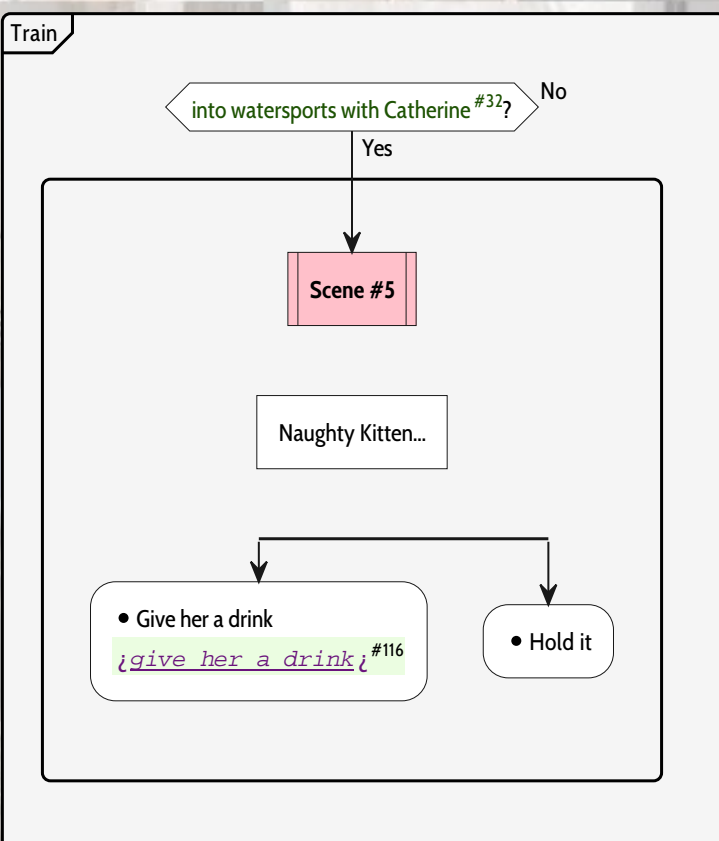 Train
into watersports with Catherine #32?
No
Yes
Scene #5
Naughty Kitten...
• Give her a drink
¿give her a drink¿ #116
• Hold it